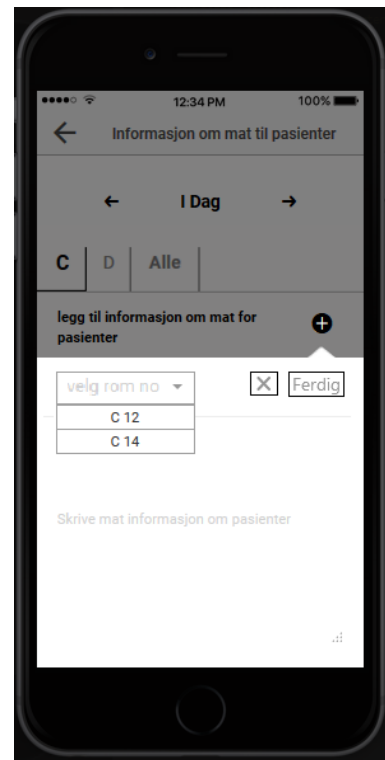 12:34 PM 100%
Informasjon om mat til pasienter
I Dag
C D Alle
legg til informasjon om mat for
pasienter
velg rom no Ferdig
C 12
C 14
Skrive mat informasjon om pasienter